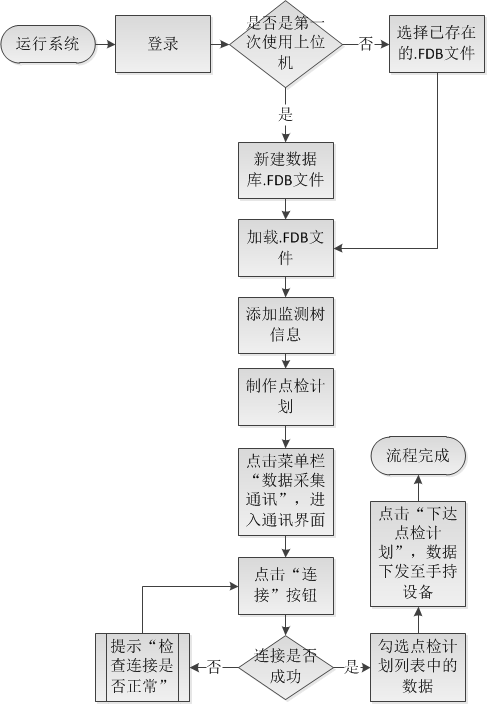 运行系统
登录
是否是第一
次使用上位
机
否
选择已存在
的.FDB文件
是
新建数据
库.FDB文件
加载.FDB文
件
添加监测树
信息
制作点检计
划
点击菜单栏
“数据采集
通讯”，进
入通讯界面
点击“连
接”按钮
连接是否
成功
否
提示“检
查连接是
否正常”
是
勾选点检计
划列表中的
数据
点击“下达
点检计
划”，数据
下发至手持
设备
流程完成